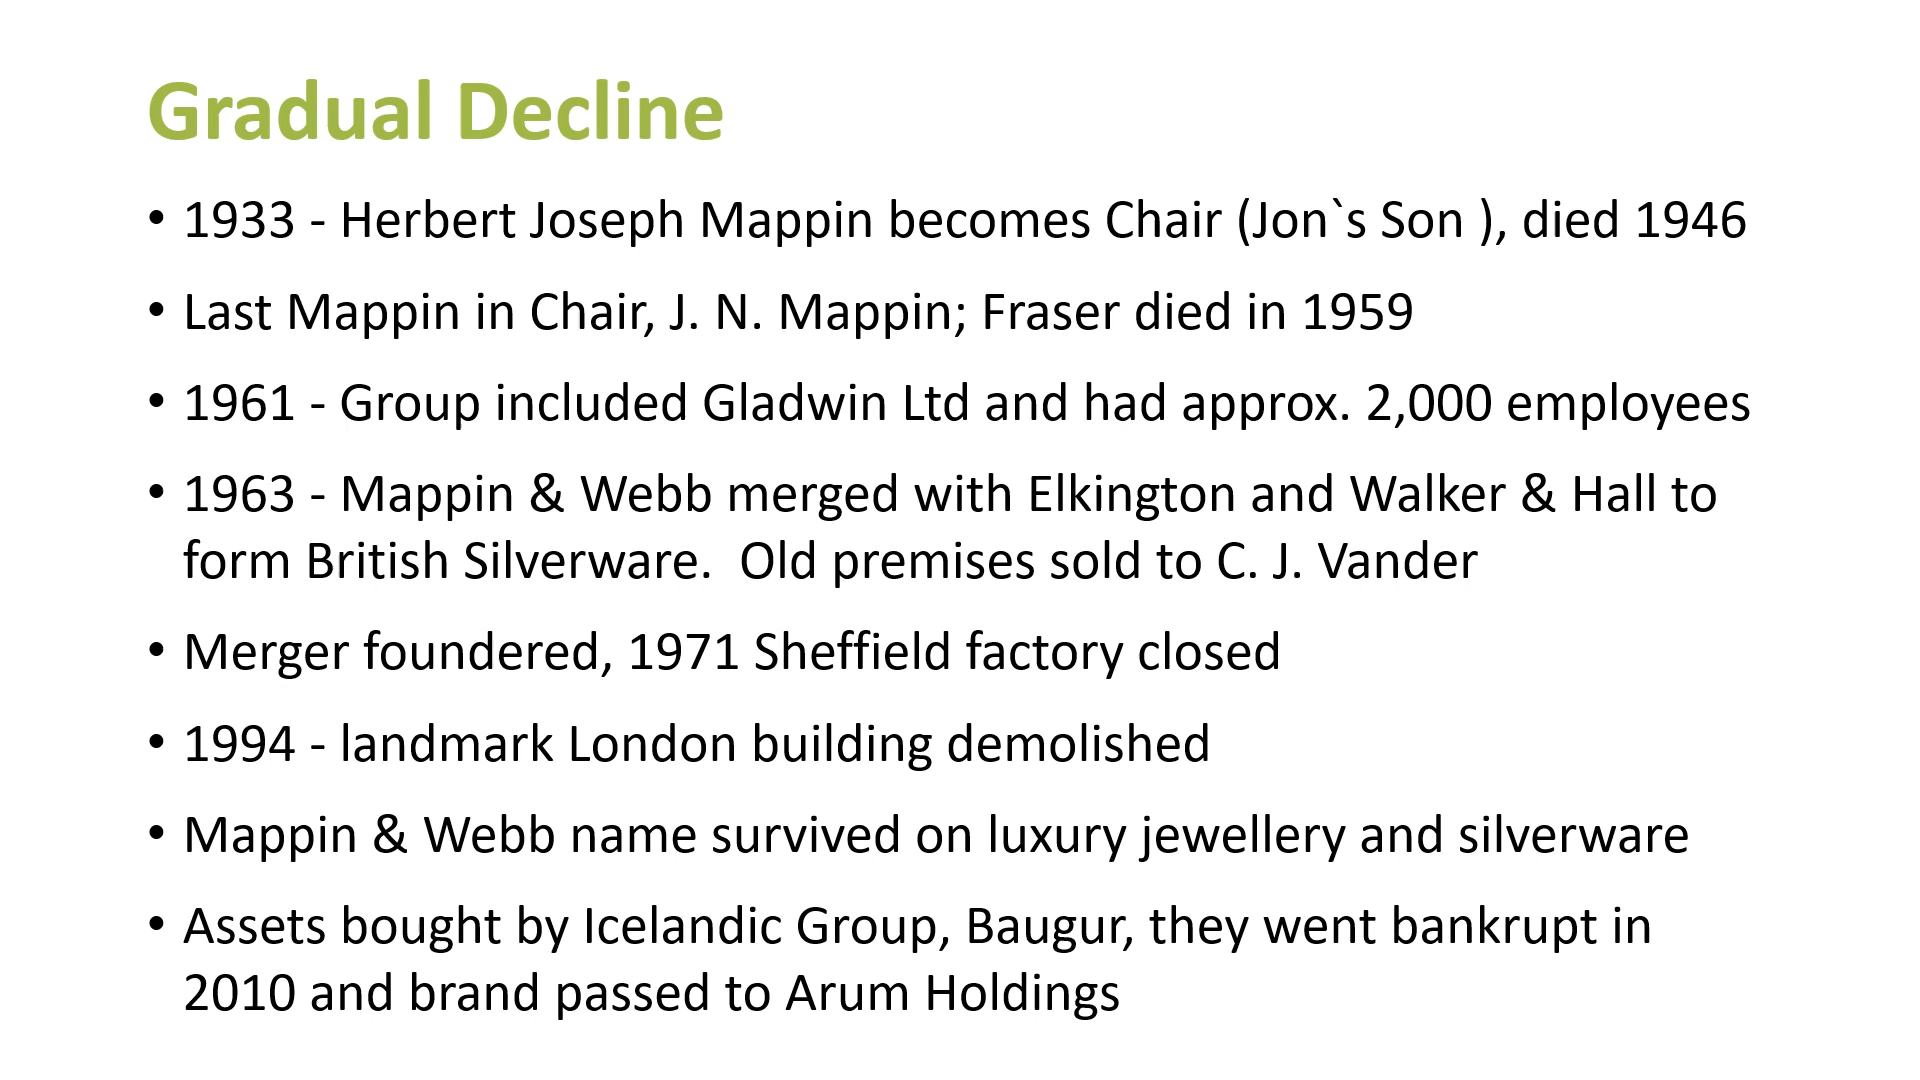 Gradual Decline
• 1933 - Herbert Joseph Mappin becomes Chair (Jon`s Son ), died 1946
• Last Mappin in Chair, J. N. Mappin; Fraser died in 1959
• 1961 - Group included Gladwin Ltd and had approx. 2,000 employees
• 1963 - Mappin & Webb merged with Elkington and Walker & Hall to
form British Silverware.  Old premises sold to C. J. Vander
• Merger foundered, 1971 Sheffield factory closed
• 1994 - landmark London building demolished
• Mappin & Webb name survived on luxury jewellery and silverware
• Assets bought by Icelandic Group, Baugur, they went bankrupt in
2010 and brand passed to Arum Holdings